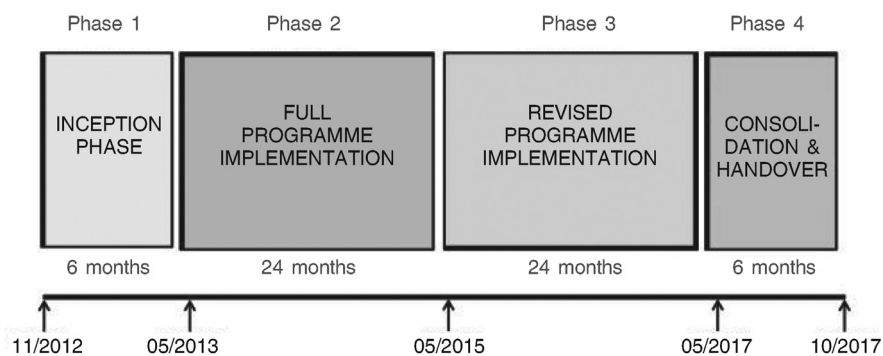 Phase 1 Phase 2 Phase 3 Phase 4
INCEPTION
PHASE
FULL
PROGRAMME
IMPLEMENTATION
REVISED
PROGRAMME
IMPLEMENTATION
CONSOLI-
DATION &
HANDOVER
6 months 24 months 24 months 6 months
11/2012 05/2013 05/2015 05/2017 10/2017